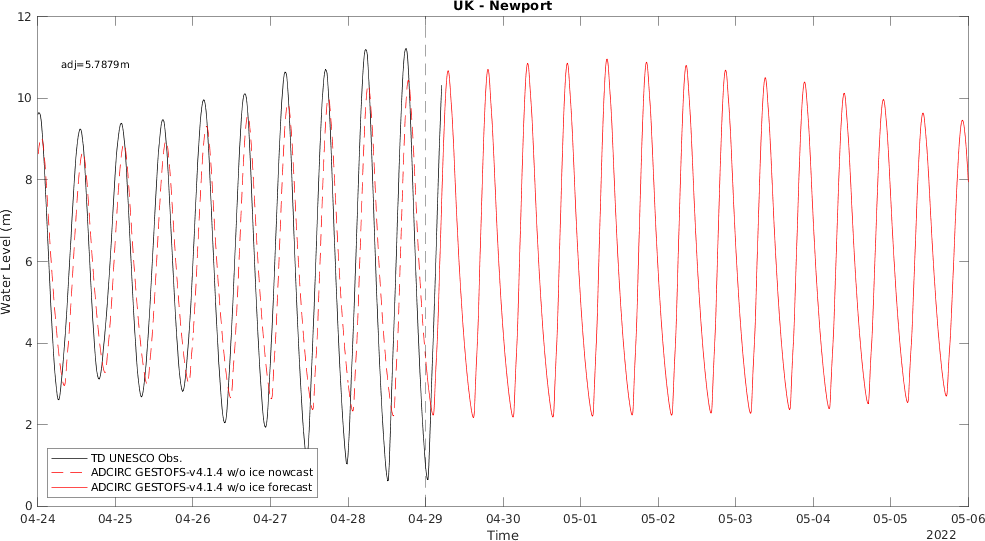 UK - Newport
12
10
8
6
4
2
0
Water Level (m)
adj=5.7879m
TD UNESCO Obs.
ADCIRC GESTOFS-v4.1.4 w/o ice nowcast
ADCIRC GESTOFS-v4.1.4 w/o ice forecast
04-24 04-25 04-26 04-27 04-28 04-29 04-30 05-01 05-02 05-03 05-04 05-05 05-06
Time
2022